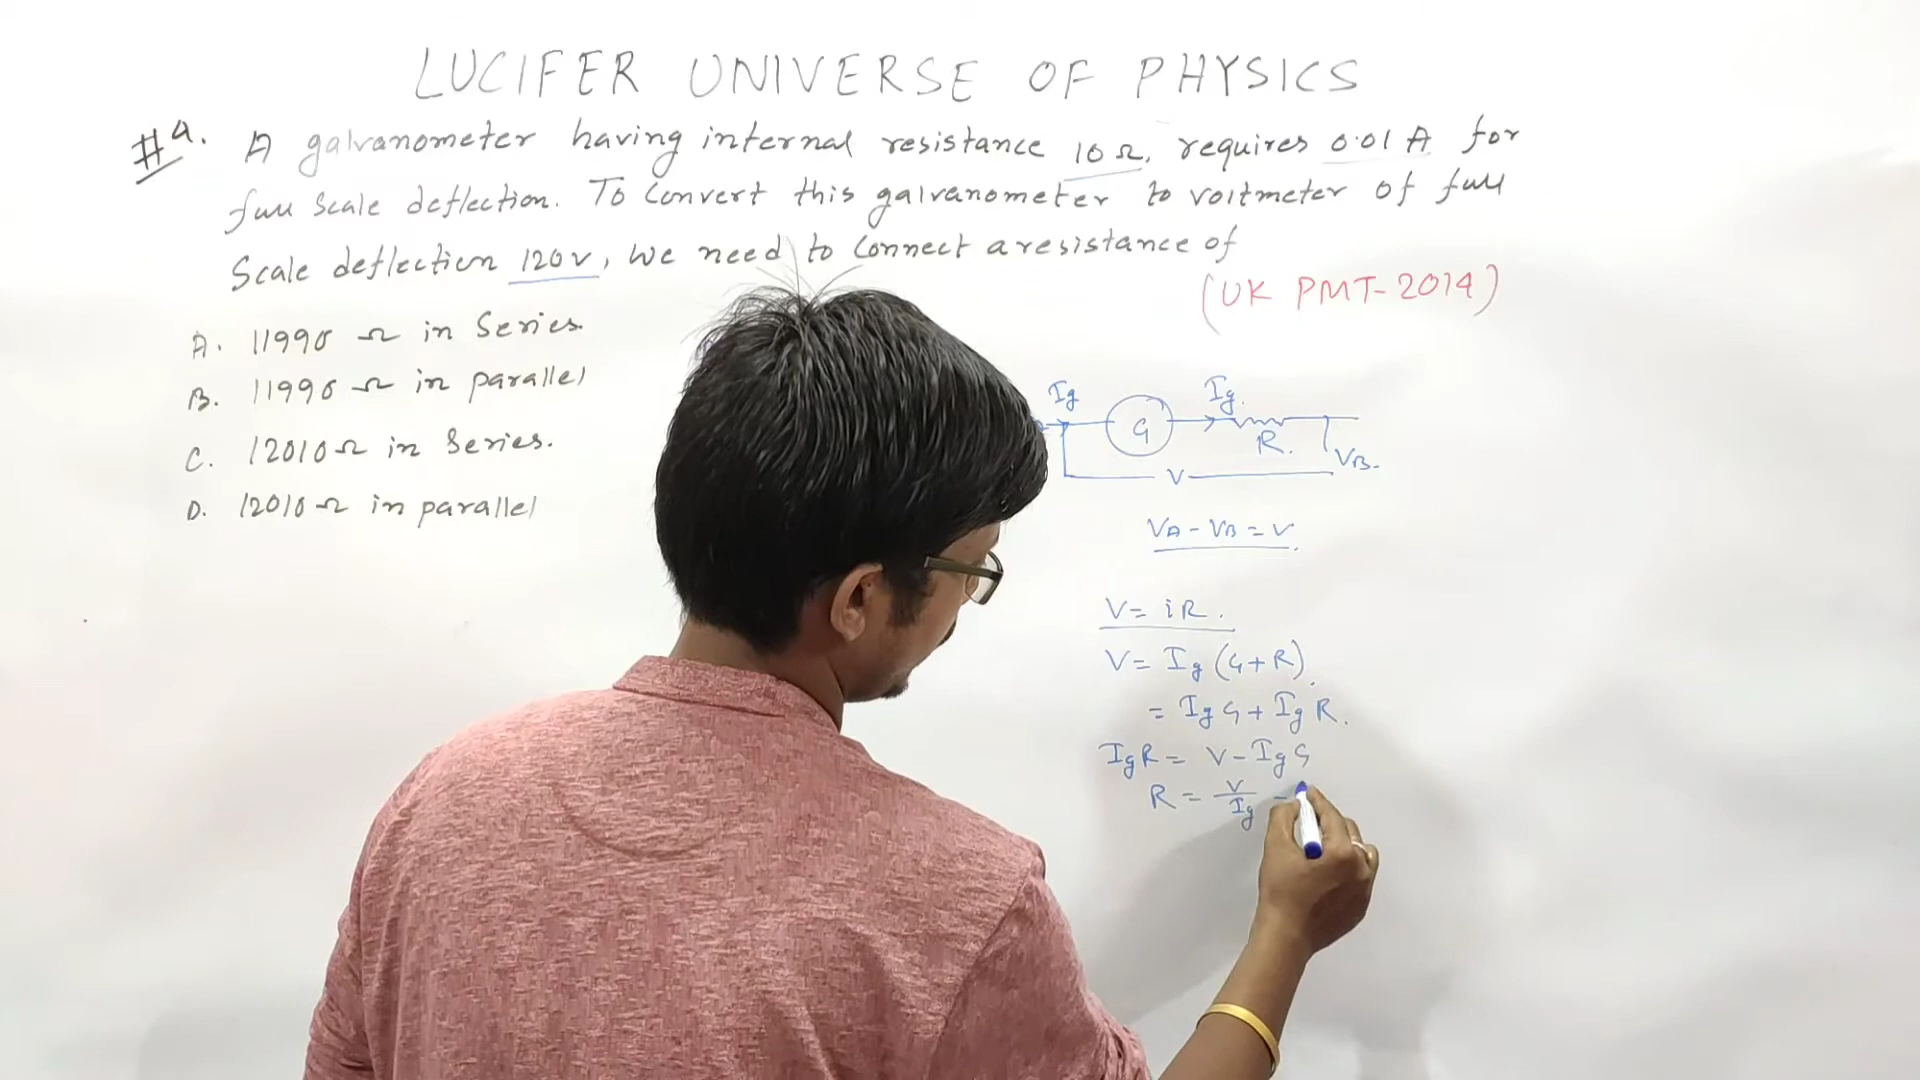 LUCIFER UNIVERSE OF PHYSICS
#9. A galvanometer having internal resistance 10 Ω, requires 0.01 A for
full scale deflection. To convert this galvanometer to voltmeter of full
Scale deflection 120 v, we need to connect a resistance of
(UK PMT-2014)
A. 11990 Ω in Series.
B. 11990 Ω in parallel
C. 12010 Ω in Series.
D. 12010 Ω in parallel
Ig Ig.
G R. VB.
V
VA - VB = V.
V = iR.
V = Ig (G+R).
= Ig G + Ig R.
IgR = V - Ig G
R = V/Ig -